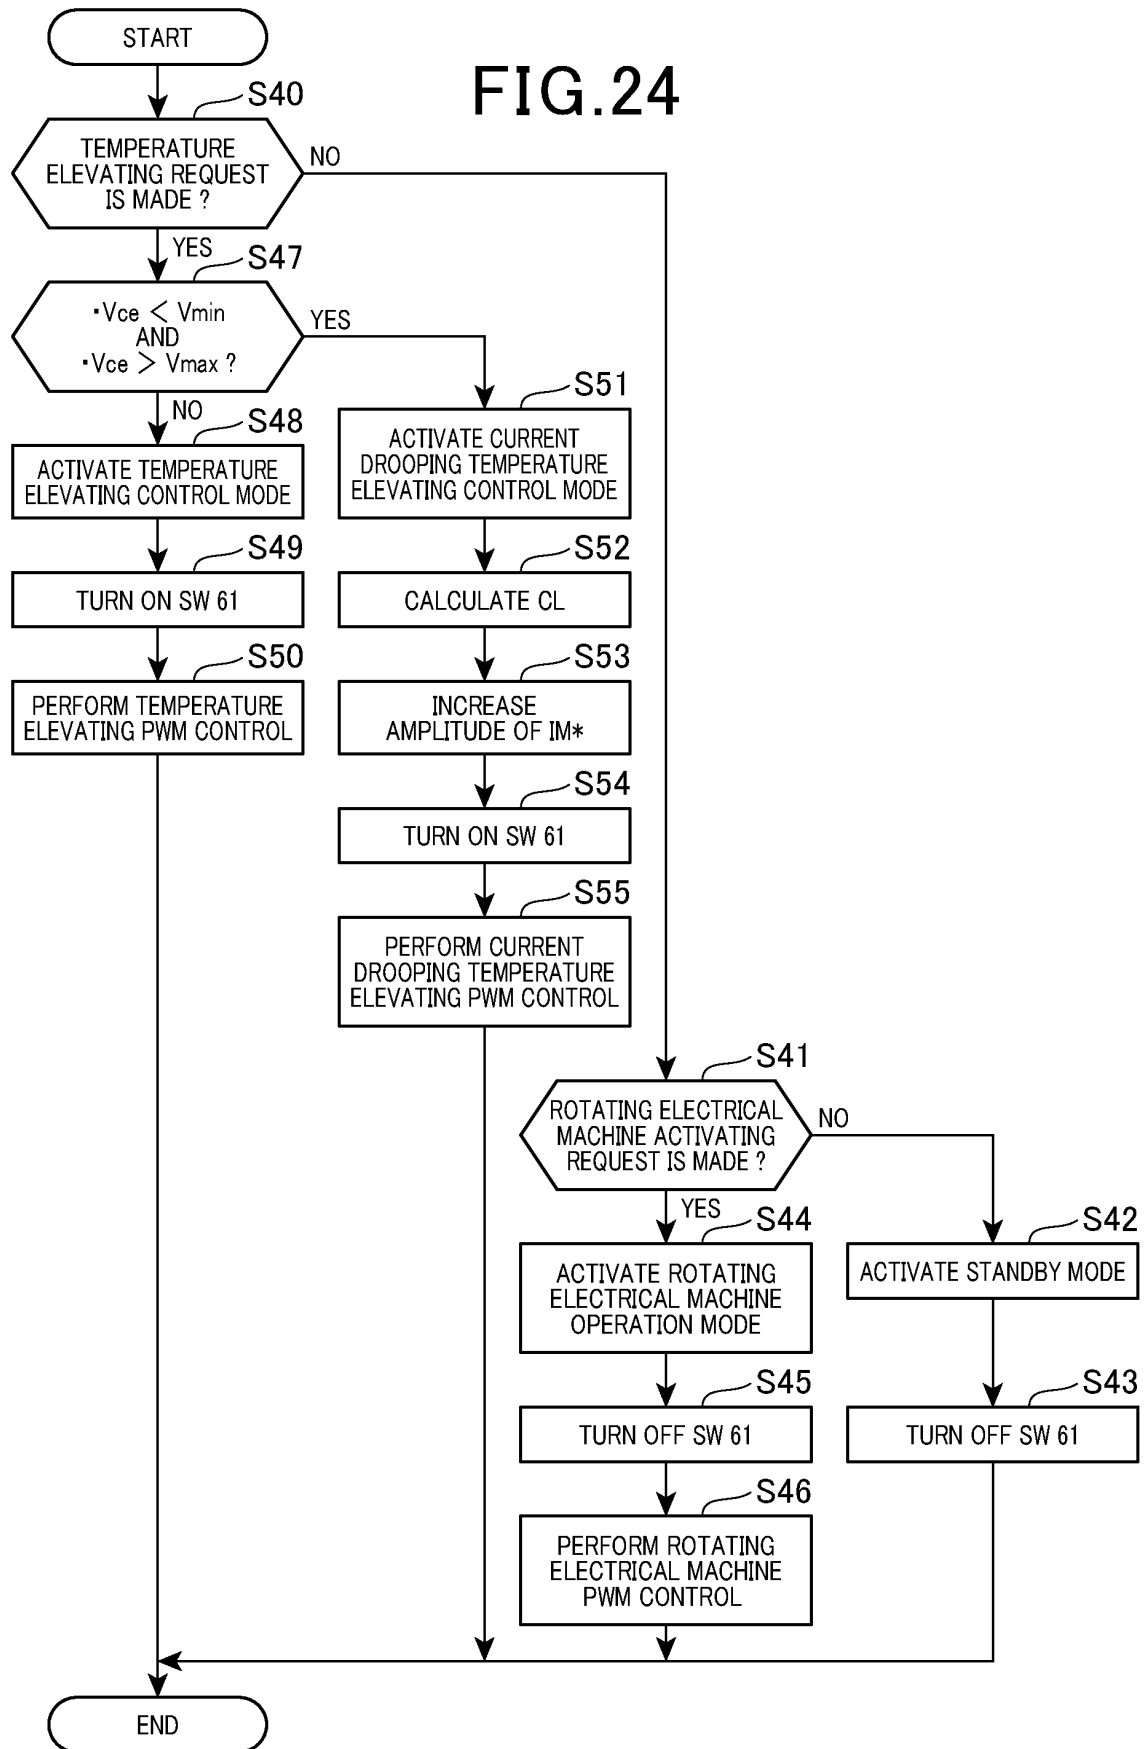 START
FIG.24
S40
TEMPERATURE
ELEVATING REQUEST
IS MADE ?
NO
YES
S47
▪Vce < Vmin
AND
▪Vce > Vmax ?
YES
NO
S48
ACTIVATE TEMPERATURE
ELEVATING CONTROL MODE
S49
TURN ON SW 61
S50
PERFORM TEMPERATURE
ELEVATING PWM CONTROL
S51
ACTIVATE CURRENT
DROOPING TEMPERATURE
ELEVATING CONTROL MODE
S52
CALCULATE CL
S53
INCREASE
AMPLITUDE OF IM*
S54
TURN ON SW 61
S55
PERFORM CURRENT
DROOPING TEMPERATURE
ELEVATING PWM CONTROL
S41
ROTATING ELECTRICAL
MACHINE ACTIVATING
REQUEST IS MADE ?
NO
YES
S44
ACTIVATE ROTATING
ELECTRICAL MACHINE
OPERATION MODE
S45
TURN OFF SW 61
S46
PERFORM ROTATING
ELECTRICAL MACHINE
PWM CONTROL
S42
ACTIVATE STANDBY MODE
S43
TURN OFF SW 61
END